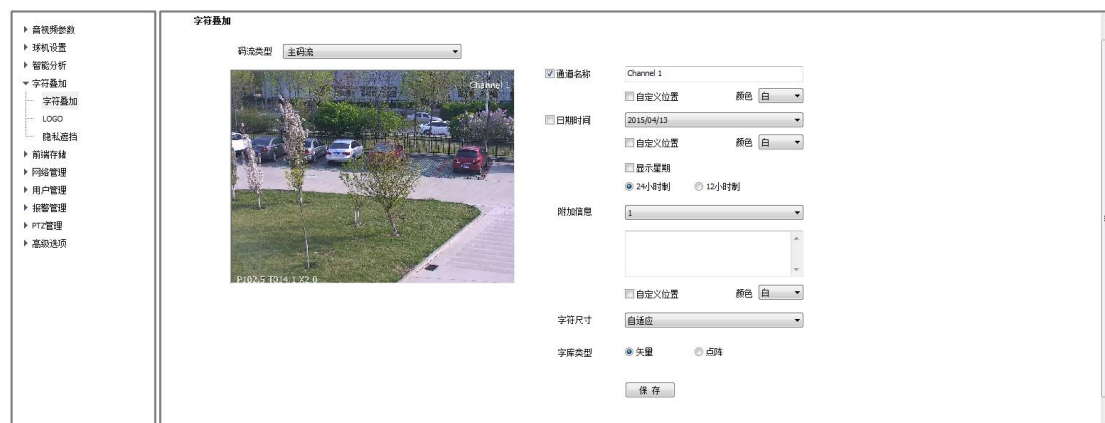 音视频参数
球机设置
智能分析
字符叠加
字符叠加
LOGO
隐私遮挡
前端存储
网络管理
用户管理
报警管理
PTZ管理
高级选项
字符叠加
码流类型 主码流
Channel 1
P102.5 T014.1 X2.0
通道名称 Channel 1
自定义位置 颜色 白
日期时间 2015/04/13
自定义位置 颜色 白
显示星期
24小时制 12小时制
附加信息 1
自定义位置 颜色 白
字符尺寸 自适应
字库类型 矢量 点阵
保 存